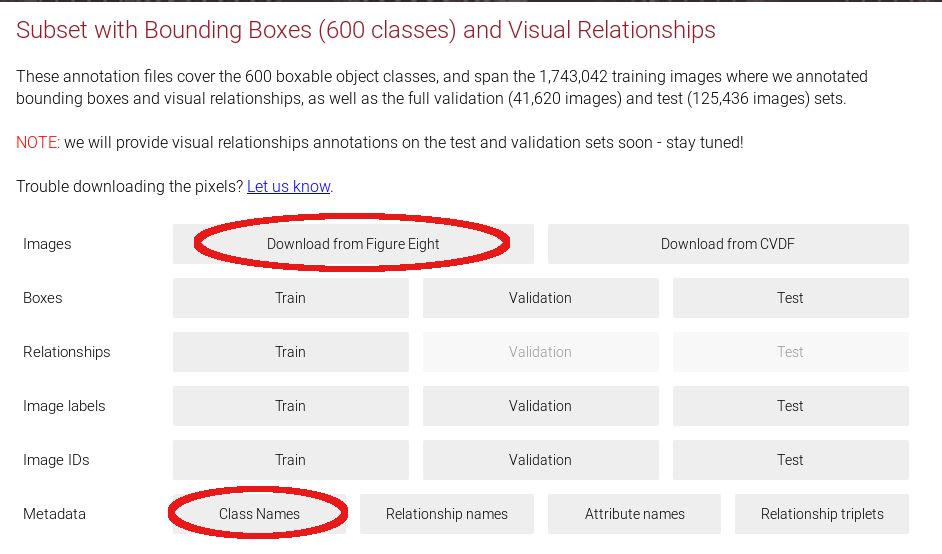 Subset with Bounding Boxes (600 classes) and Visual Relationships
These annotation files cover the 600 boxable object classes, and span the 1,743,042 training images where we annotated
bounding boxes and visual relationships, as well as the full validation (41,620 images) and test (125,436 images) sets.
NOTE: we will provide visual relationships annotations on the test and validation sets soon - stay tuned!
Trouble downloading the pixels? Let us know.
Images Download from Figure Eight Download from CVDF
Boxes Train Validation Test
Relationships Train Validation Test
Image labels Train Validation Test
Image IDs Train Validation Test
Metadata Class Names Relationship names Attribute names Relationship triplets